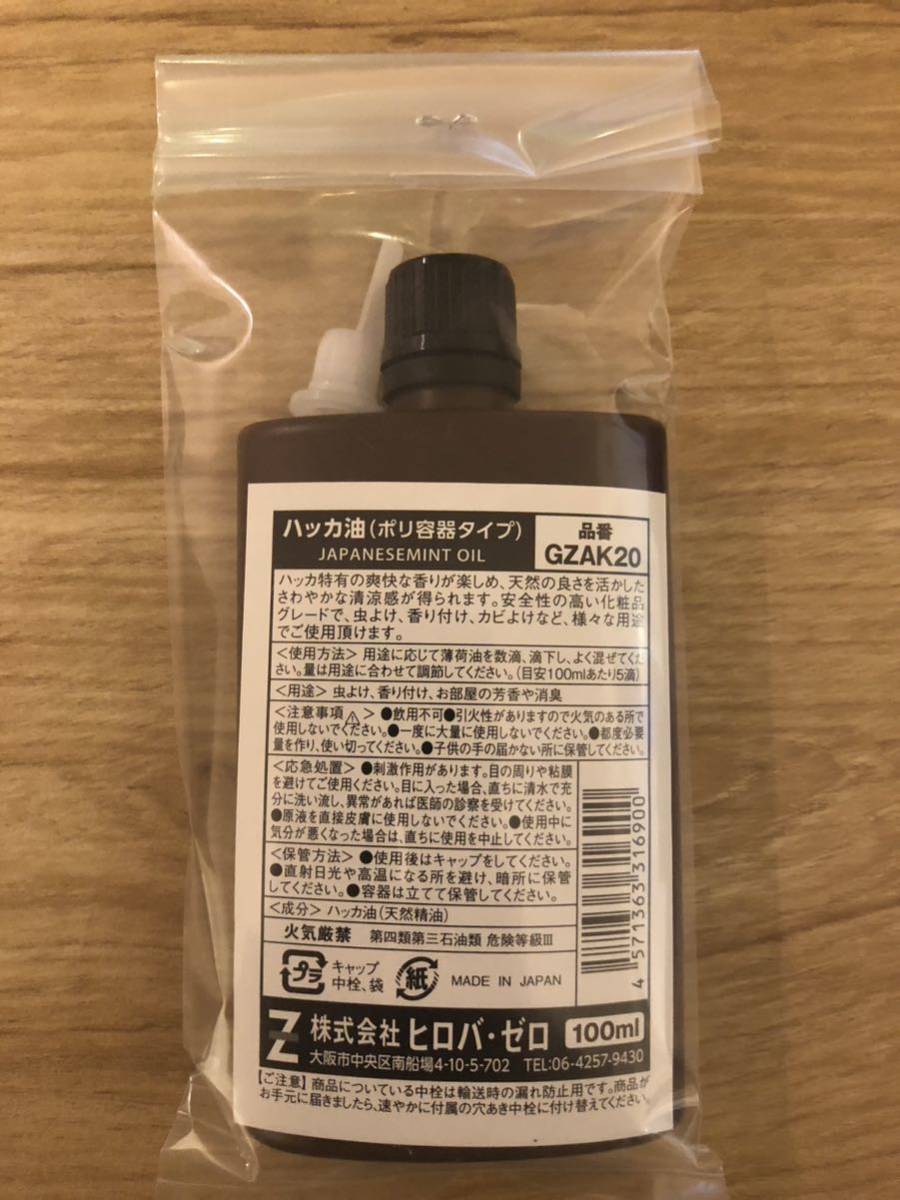 ハッカ油(ポリ容器タイプ)
JAPANESEMINT OIL
品番
GZAK20
ハッカ特有の爽快な香りが楽しめ、天然の良さを活かした
さわやかな清涼感が得られます。安全性の高い化粧品
グレードで、虫よけ、香り付け、カビよけなど、様々な用途
でご使用頂けます。
<使用方法> 用途に応じて薄荷油を数滴、滴下し、よく混ぜてくだ
さい。量は用途に合わせて調節してください。(目安100mlあたり5滴)
<用途> 虫よけ、香り付け、お部屋の芳香や消臭
<注意事項⚠> ●飲用不可●引火性がありますので火気のある所で
使用しないでください。●一度に大量に使用しないでください。●都度必要
量を作り、使い切ってください。●子供の手の届かない所に保管してください。
<応急処置> ●刺激作用があります。目の周りや粘膜
を避けてご使用ください。目に入った場合、直ちに清水で充
分に洗い流し、異常があれば医師の診察を受けてください。
●原液を直接皮膚に使用しないでください。●使用中に
気分が悪くなった場合は、直ちに使用を中止してください。
<保管方法> ●使用後はキャップをしてください。
●直射日光や高温になる所を避け、暗所に保管
してください。●容器は立てて保管してください。
<成分> ハッカ油(天然精油)
火気厳禁 第四類第三石油類 危険等級Ⅲ
プラ キャップ
中栓、袋
紙
MADE IN JAPAN
4 571363 316900
Z 株式会社 ヒロバ・ゼロ 100ml
大阪市中央区南船場4-10-5-702 TEL:06-4257-9430
【ご注意】商品についている中栓は輸送時の漏れ防止用です。商品が
お手元に届きましたら、速やかに付属の穴あき中栓に付け替えてください。